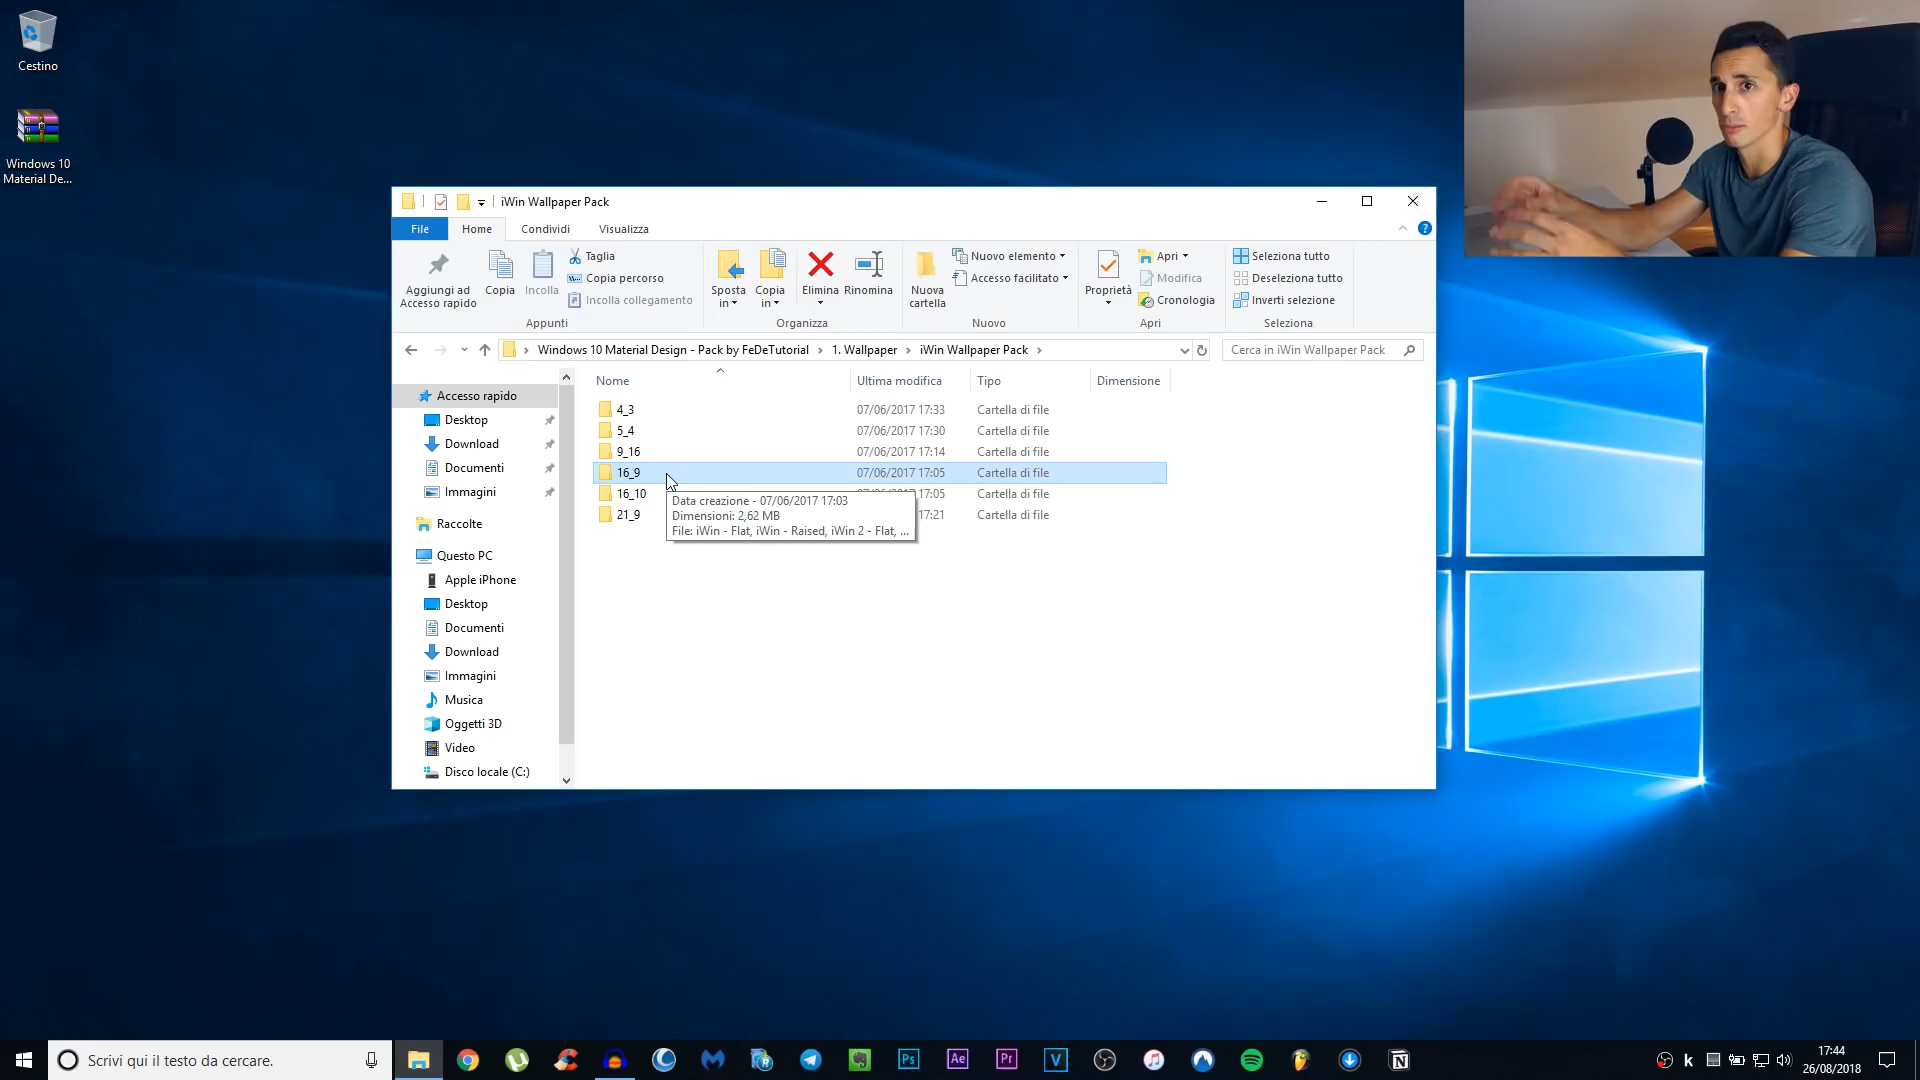 Cestino
Windows 10
Material De...
iWin Wallpaper Pack
File
Home
Condividi
Visualizza
Aggiungi ad
Accesso rapido
Copia
Incolla
Taglia
Copia percorso
Incolla collegamento
Appunti
Sposta
in
Copia
in
Elimina
Rinomina
Organizza
Nuova
cartella
Nuovo elemento
Accesso facilitato
Nuovo
Proprietà
Apri
Modifica
Cronologia
Apri
Seleziona tutto
Deseleziona tutto
Inverti selezione
Seleziona
Windows 10 Material Design - Pack by FeDeTutorial
1. Wallpaper
iWin Wallpaper Pack
Cerca in iWin Wallpaper Pack
Accesso rapido
Desktop
Download
Documenti
Immagini
Raccolte
Questo PC
Apple iPhone
Desktop
Documenti
Download
Immagini
Musica
Oggetti 3D
Video
Disco locale (C:)
Nome Ultima modifica Tipo Dimensione
4_3 07/06/2017 17:33 Cartella di file
5_4 07/06/2017 17:30 Cartella di file
9_16 07/06/2017 17:14 Cartella di file
16_9 07/06/2017 17:05 Cartella di file
16_10 17:05 Cartella di file
21_9 17:21 Cartella di file
Data creazione - 07/06/2017 17:03
Dimensioni: 2,62 MB
File: iWin - Flat, iWin - Raised, iWin 2 - Flat, ...
Scrivi qui il testo da cercare.
Ps
Ae
Pr
V
N
k
17:44
26/08/2018